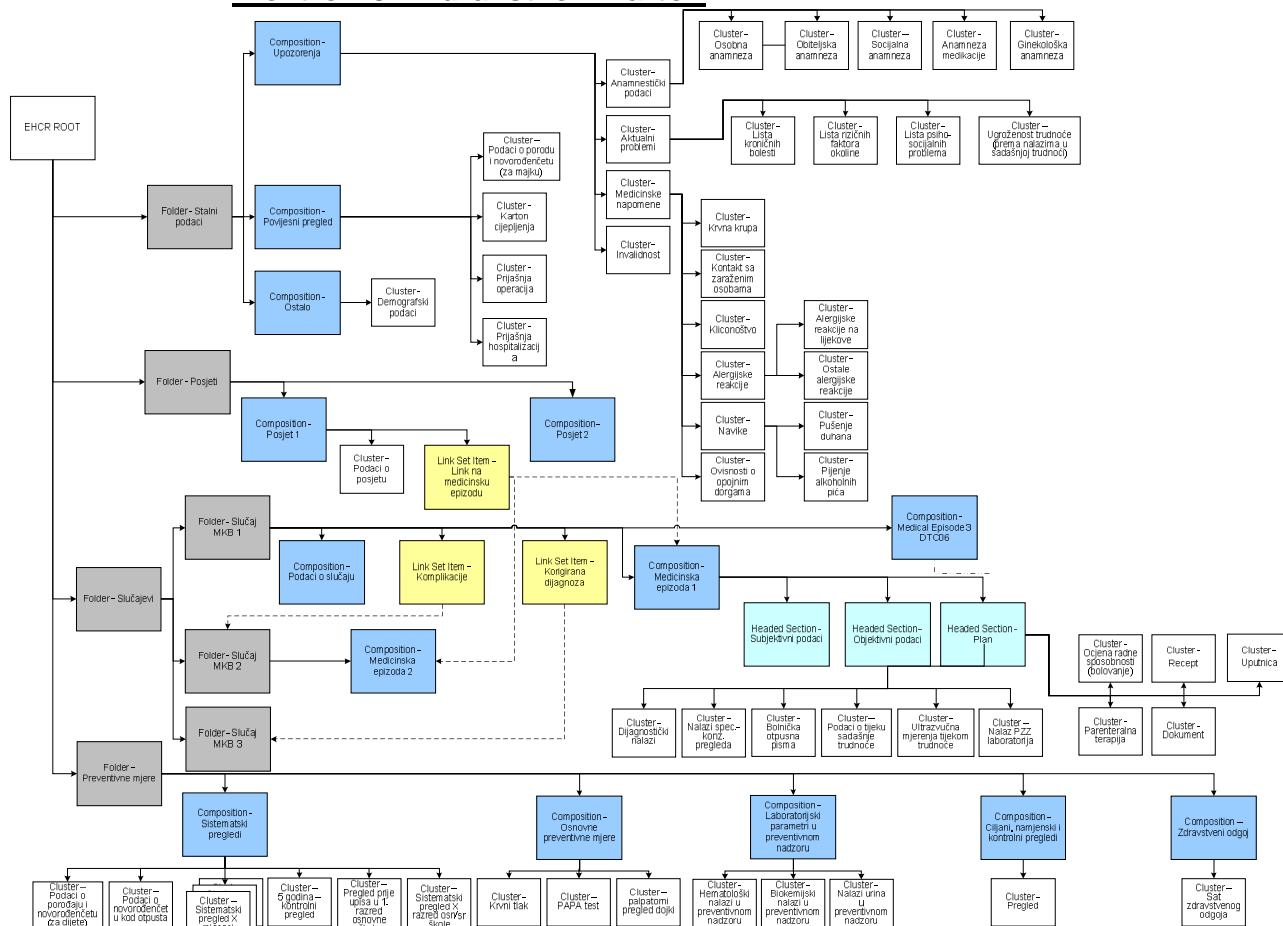 Cluster–
Osobna
anamneza
Cluster–
Obiteljska
anamneza
Cluster–
Socijalna
anamneza
Cluster–
Anamneza
medikacije
Cluster–
Ginekološka
anamneza
Composition-
Upozorenja
Cluster–
Anamnestički
podaci
EHCR ROOT
Cluster–
Aktualni
problemi
Cluster–
Lista
kroničnih
bolesti
Cluster–
Lista rizičnih
faktora
okoline
Cluster–
Lista psiho-
socijalnih
problema
Cluster–
Ugroženost trudnoće
(prema nalazima u
sadašnjoj trudnoći)
Cluster–
Podaci o porodu
i novorođenčetu
(za majku)
Cluster–
Medicinske
napomene
Folder- Stalni
podaci
Composition-
Povijesni pregled
Cluster-
Karton
cijepljenja
Cluster–
Krvna krupa
Cluster-
Invalidnost
Cluster–
Kontakt sa
zaraženim
osobama
Cluster–
Prijašnja
operacija
Composition-
Ostalo
Cluster-
Demografski
podaci
Cluster–
Kliconoštvo
Cluster–
Alergijske
reakcije na
lijekove
Cluster–
Prijašnja
hospitalizacij
a
Cluster–
Alergijske
reakcije
Cluster–
Ostale
alergijske
reakcije
Folder- Posjeti
Composition-
Posjet 1
Composition-
Posjet 2
Cluster–
Navike
Cluster–
Pušenje
duhana
Cluster–
Podaci o
posjetu
Link Set Item –
Link na
medicinsku
epizodu
Cluster–
Ovisnosti o
opojnim
dorgama
Cluster–
Pijenje
alkoholnih
pića
Folder- Slučaj
MKB 1
Composition-
Medical Episode 3
DTC06
Composition-
Podaci o slučaju
Link Set Item-
Komplikacije
Link Set Item-
Korigirana
dijagnoza
Composition-
Medicinska
epizoda 1
Folder- Slučajevi
Headed Section-
Subjektivni podaci
Headed Section-
Objektivni podaci
Headed Section-
Plan
Folder- Slučaj
MKB 2
Composition-
Medicinska
epizoda 2
Cluster–
Ocjena radne
sposobnosti
(bolovanje)
Cluster–
Recept
Cluster–
Uputnica
Folder- Slučaj
MKB 3
Cluster–
Dijagnostički
nalazi
Cluster–
Nalazi spec.-
konz.
pregleda
Cluster–
Bolnička
otpusna
pisma
Cluster–
Podaci o tijeku
sadašnje
trudnoće
Cluster–
Ultrazvučna
mjerenja tijekom
trudnoće
Cluster–
Nalaz PZZ
laboratorija
Cluster–
Parenteralna
terapija
Cluster–
Dokument
Folder-
Preventivne mjere
Composition-
Sistematski
pregledi
Composition-
Osnovne
preventivne mjere
Composition-
Laboratorijski
parametri u
preventivnom
nadzoru
Composition-
Ciljani, namjenski i
kontrolni pregledi
Composition –
Zdravstveni odgoj
Cluster–
Podaci o
porođaju i
novorođenčetu
(za dijete)
Cluster–
Podaci o
novorođenčet
u kod otpusta
Cluster–
Sistematski
pregled X
Cluster–
5 godina –
kontrolni
pregled
Cluster–
Pregled prije
upisa u 1.
razred
osnovne
Cluster–
Sistematski
pregled X
razred osn/sr
škole
Cluster–
Krvni tlak
Cluster–
PAPA test
Cluster–
palpatorni
pregled dojki
Cluster–
Hematološki
nalazi u
preventivnom
nadzoru
Cluster–
Biokemijski
nalazi u
preventivnom
nadzoru
Cluster–
Nalazi urina
u
preventivnom
nadzoru
Cluster–
Pregled
Cluster–
Sat
zdravstvenog
odgoja